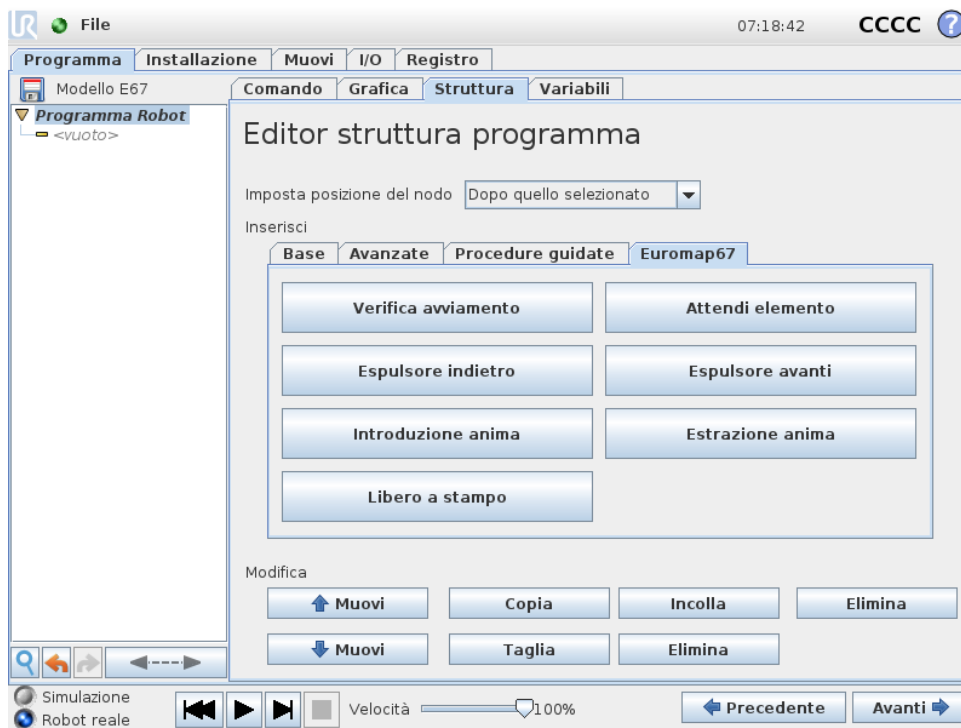 UR File 07:18:42 CCCC ?
Programma Installazione Muovi I/O Registro
Modello E67 Comando Grafica Struttura Variabili
Programma Robot
<vuoto>
Editor struttura programma
Imposta posizione del nodo Dopo quello selezionato
Inserisci
Base Avanzate Procedure guidate Euromap67
Verifica avviamento Attendi elemento
Espulsore indietro Espulsore avanti
Introduzione anima Estrazione anima
Libero a stampo
Modifica
Muovi Copia Incolla Elimina
Muovi Taglia Elimina
Simulazione
Robot reale Velocità 100% Precedente Avanti